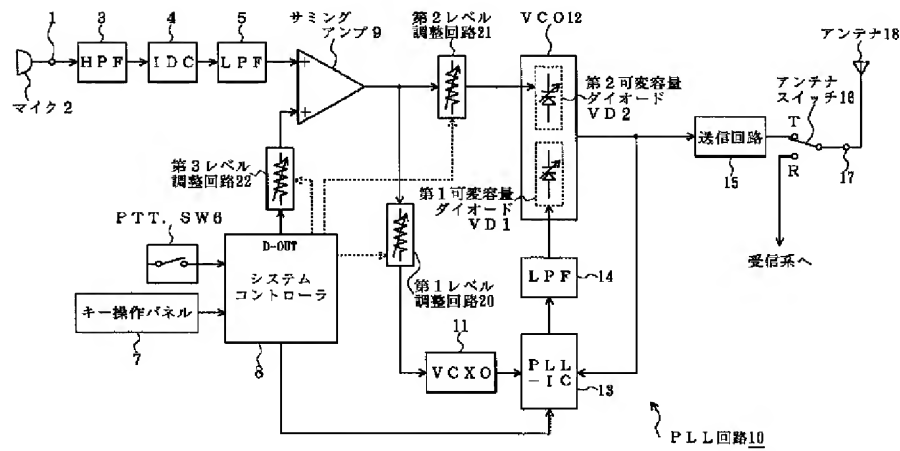 1
3
4
5
HPF
IDC
LPF
マイク2
サミング
アンプ9
第2レベル
調整回路21
VCO12
第2可変容量
ダイオード
VD2
第1可変容量
ダイオード
VD1
アンテナ18
アンテナ
スイッチ16
T
R
送信回路
15
17
受信系へ
第3レベル
調整回路22
PTT.SW6
D-OUT
システム
コントローラ
8
キー操作パネル
7
第1レベル
調整回路20
11
VCXO
LPF
14
PLL
-IC
13
PLL回路10